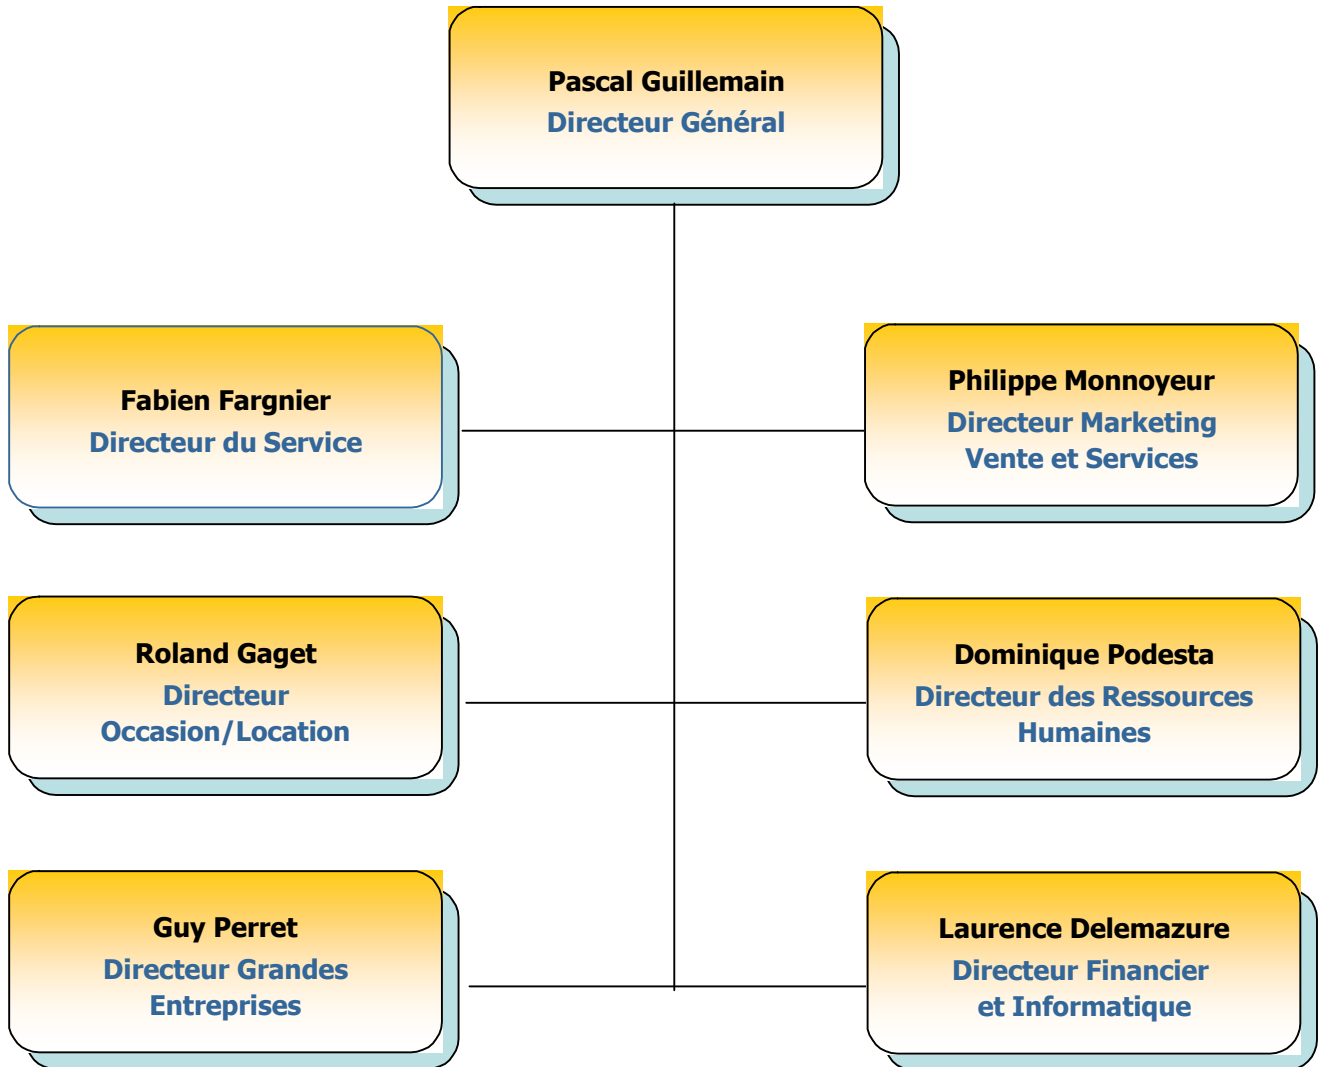 Pascal Guillemain
Directeur Général
Fabien Fargnier
Directeur du Service
Philippe Monnoyeur
Directeur Marketing
Vente et Services
Roland Gaget
Directeur
Occasion/Location
Dominique Podesta
Directeur des Ressources
Humaines
Guy Perret
Directeur Grandes
Entreprises
Laurence Delemazure
Directeur Financier
et Informatique